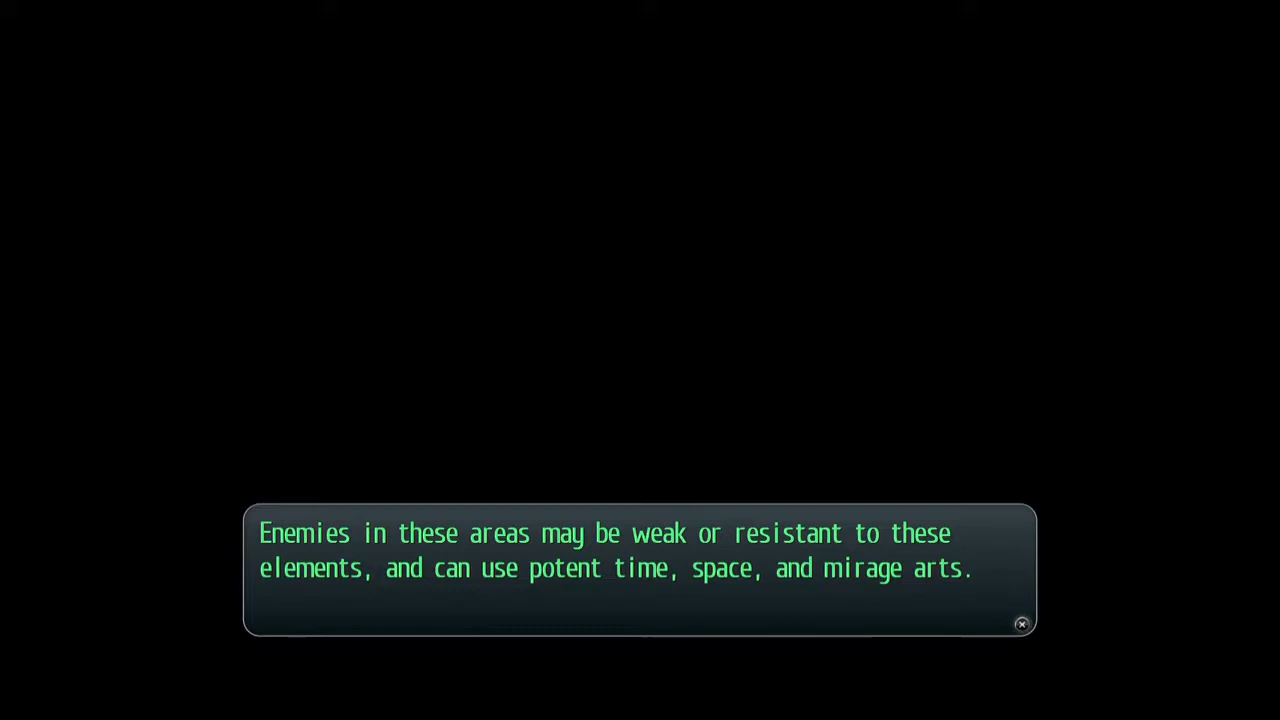 Enemies in these areas may be weak or resistant to these
elements, and can use potent time, space, and mirage arts.